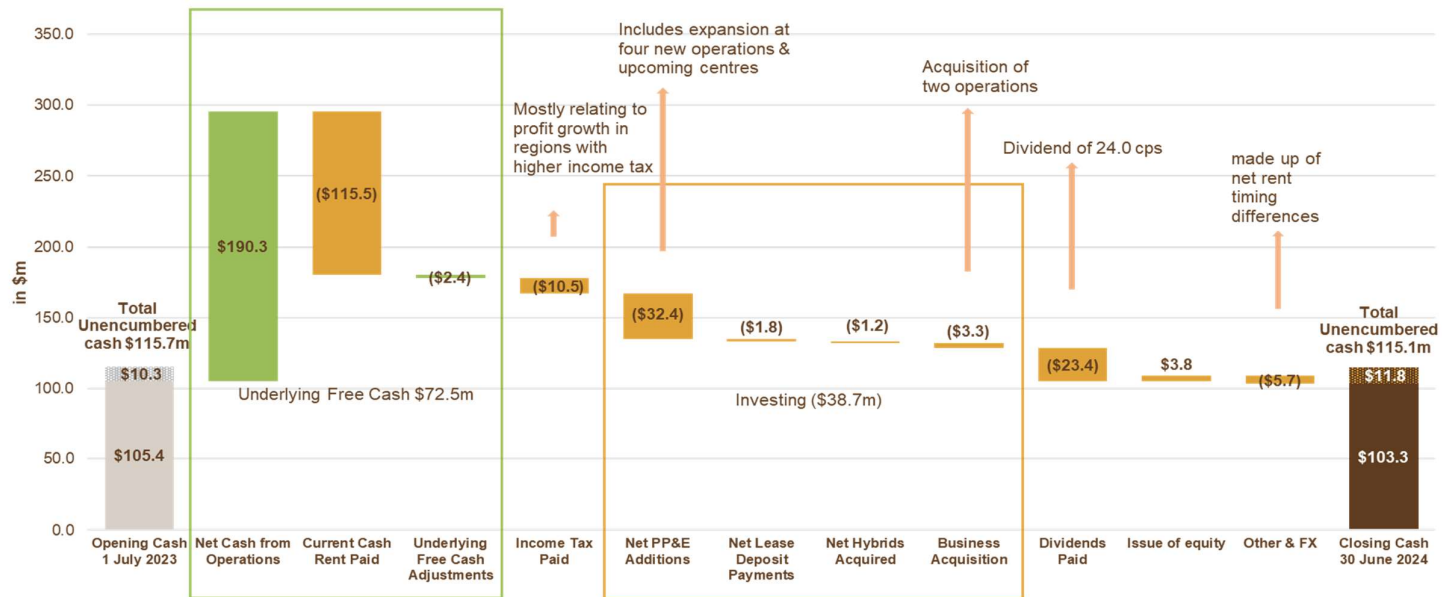 350.0
300.0
250.0
200.0
150.0
100.0
50.0
0.0
in $m
Total
Unencumbered
cash $115.7m
$10.3
$105.4
$190.3
($115.5)
($2.4)
Underlying Free Cash $72.5m
Mostly relating to
profit growth in
regions with
higher income tax
($10.5)
Includes expansion at
four new operations &
upcoming centres
($32.4)
($1.8)
($1.2)
Acquisition of
two operations
($3.3)
Investing ($38.7m)
Dividend of 24.0 cps
($23.4)
$3.8
made up of
net rent
timing
differences
($5.7)
Total
Unencumbered
cash $115.1m
$11.8
$103.3
Opening Cash
1 July 2023
Net Cash from
Operations
Current Cash
Rent Paid
Underlying
Free Cash
Adjustments
Income Tax
Paid
Net PP&E
Additions
Net Lease
Deposit
Payments
Net Hybrids
Acquired
Business
Acquisition
Dividends
Paid
Issue of equity
Other & FX
Closing Cash
30 June 2024